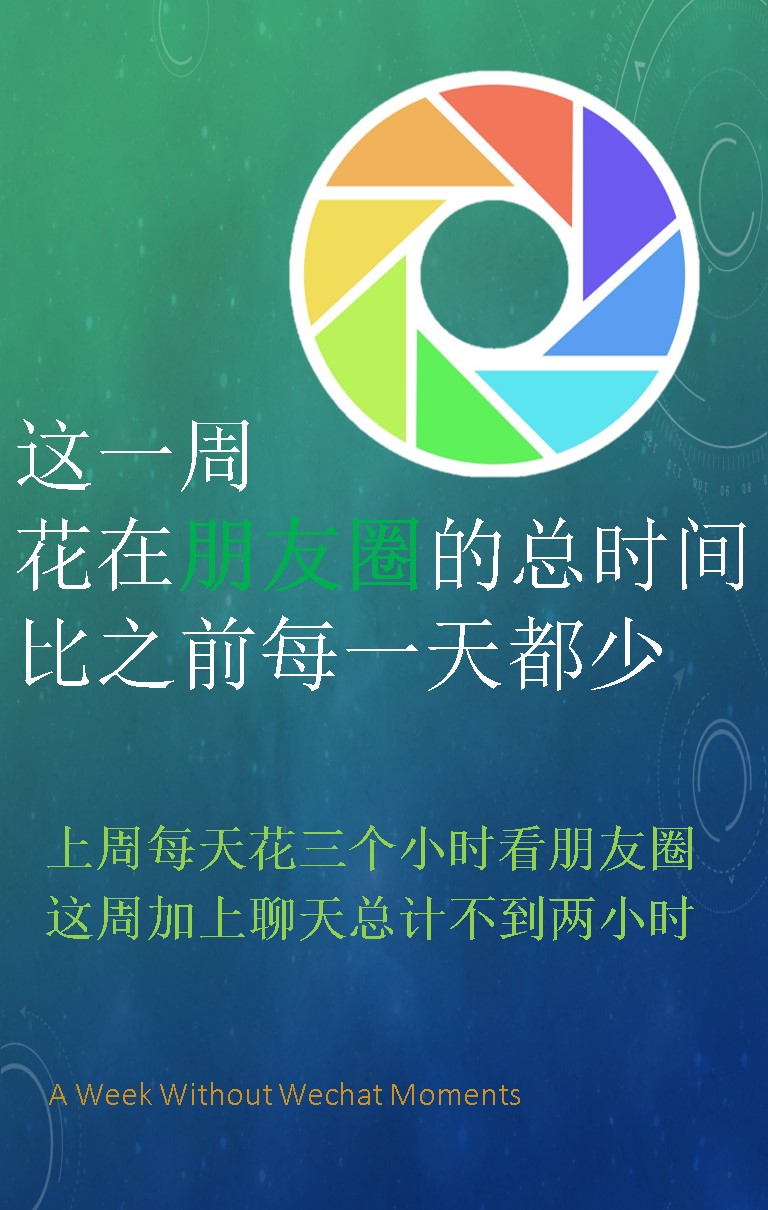 这一周
花在朋友圈的总时间
比之前每一天都少
上周每天花三个小时看朋友圈
这周加上聊天总计不到两小时
A Week Without Wechat Moments